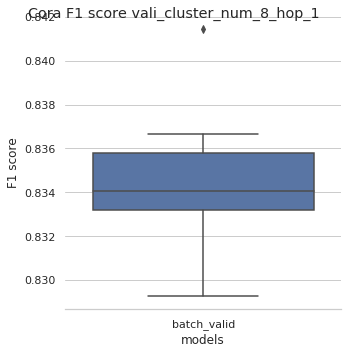 Cora F1 score vali_cluster_num_8_hop_1
0.842
0.840
0.838
0.836
0.834
0.832
0.830
F1 score
batch_valid
models